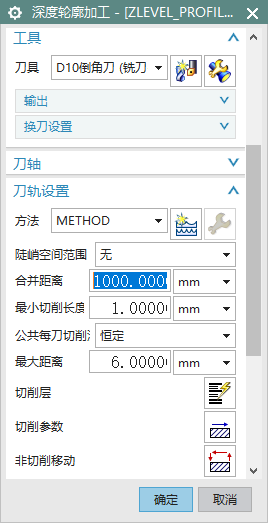 深度轮廓加工 - [ZLEVEL_PROFIL...
工具
刀具 D10倒角刀 (铣刀
输出
换刀设置
刀轴
刀轨设置
方法 METHOD
陡峭空间范围 无
合并距离 1000.0000 mm
最小切削长度 1.00000 mm
公共每刀切削 恒定
最大距离 6.00000 mm
切削层
切削参数
非切削移动
确定 取消